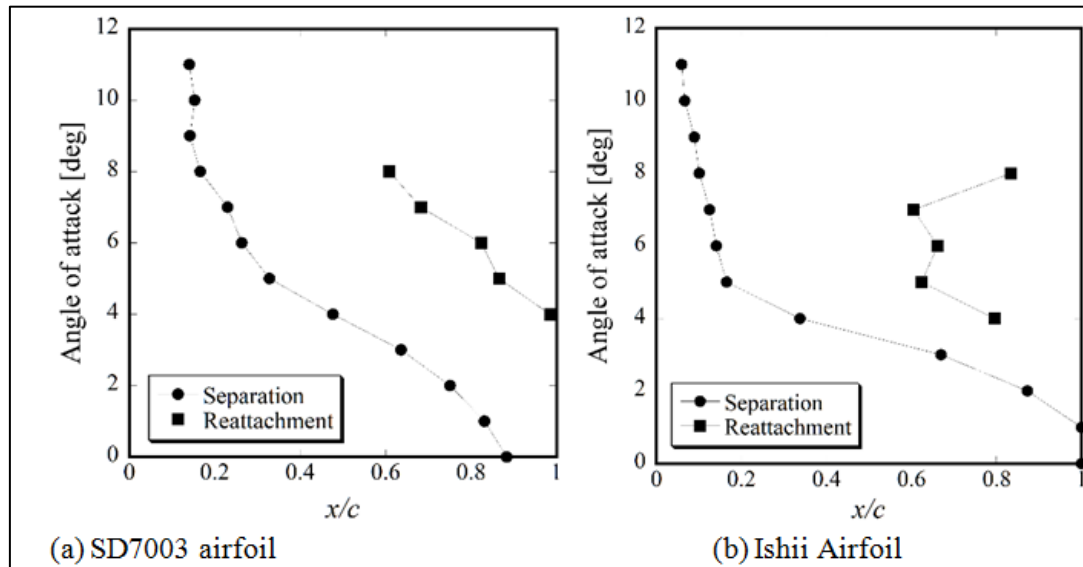 12
10
8
6
4
2
0
Angle of attack [deg]
Separation
Reattachment
0 0.2 0.4 0.6 0.8 1
x/c
(a) SD7003 airfoil
12
10
8
6
4
2
0
Angle of attack [deg]
Separation
Reattachment
0 0.2 0.4 0.6 0.8 1
x/c
(b) Ishii Airfoil